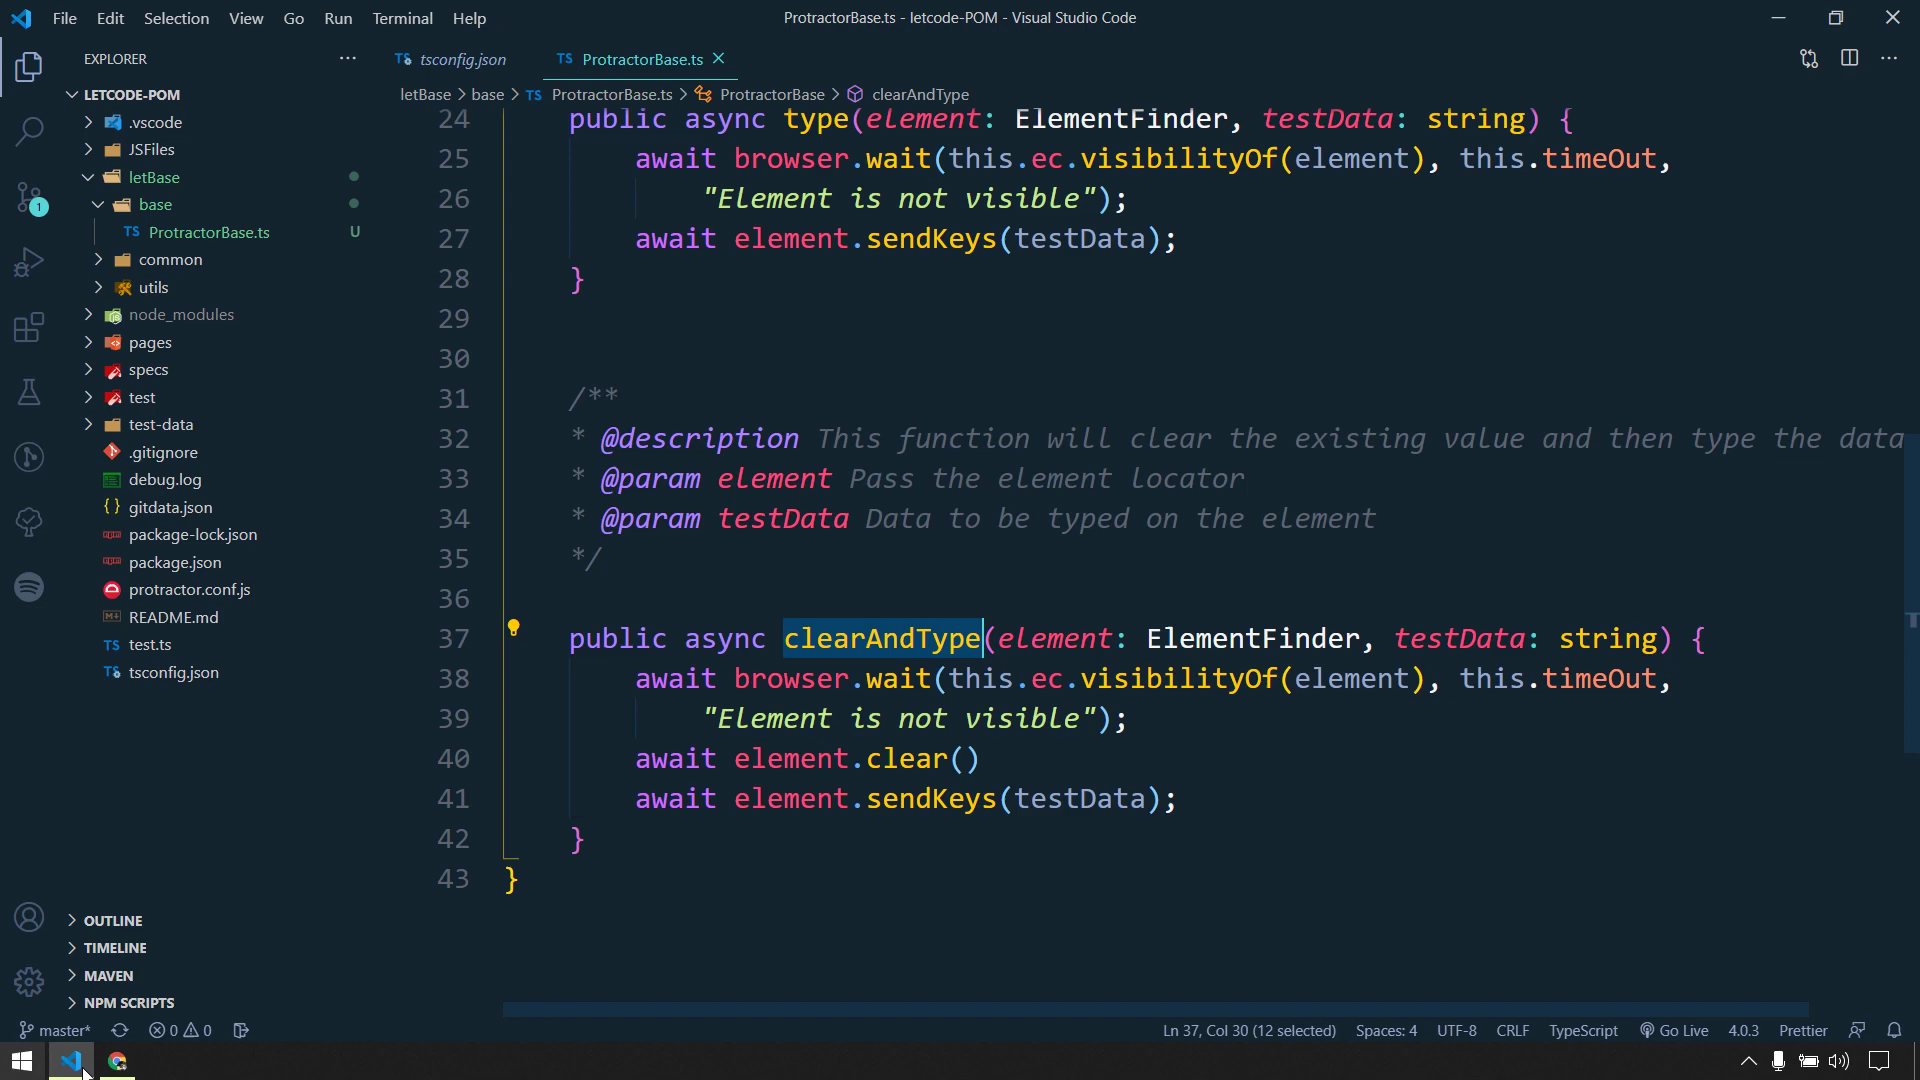 File Edit Selection View Go Run Terminal Help
ProtractorBase.ts - letcode-POM - Visual Studio Code
EXPLORER
TS tsconfig.json
TS ProtractorBase.ts
LETCODE-POM
letBase > base > TS ProtractorBase.ts > ProtractorBase > clearAndType
.vscode
JSFiles
letBase
base
TS ProtractorBase.ts U
common
utils
node_modules
pages
specs
test
test-data
.gitignore
debug.log
gitdata.json
package-lock.json
package.json
protractor.conf.js
README.md
TS test.ts
TS tsconfig.json
1
OUTLINE
TIMELINE
MAVEN
NPM SCRIPTS
24 public async type(element: ElementFinder, testData: string) {
25 await browser.wait(this.ec.visibilityOf(element), this.timeOut,
26 "Element is not visible");
27 await element.sendKeys(testData);
28 }
29
30
31 /**
32 * @description This function will clear the existing value and then type the data
33 * @param element Pass the element locator
34 * @param testData Data to be typed on the element
35 */
36
37 public async clearAndType(element: ElementFinder, testData: string) {
38 await browser.wait(this.ec.visibilityOf(element), this.timeOut,
39 "Element is not visible");
40 await element.clear()
41 await element.sendKeys(testData);
42 }
43 }
master* 0 0 Ln 37, Col 30 (12 selected) Spaces: 4 UTF-8 CRLF TypeScript Go Live 4.0.3 Prettier